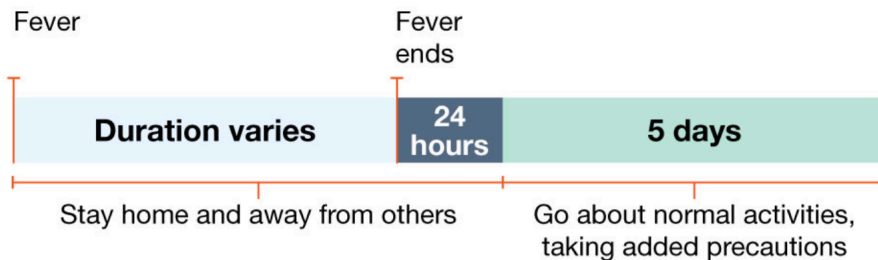 Fever
Fever
ends
Duration varies
24
hours
5 days
Stay home and away from others
Go about normal activities,
taking added precautions